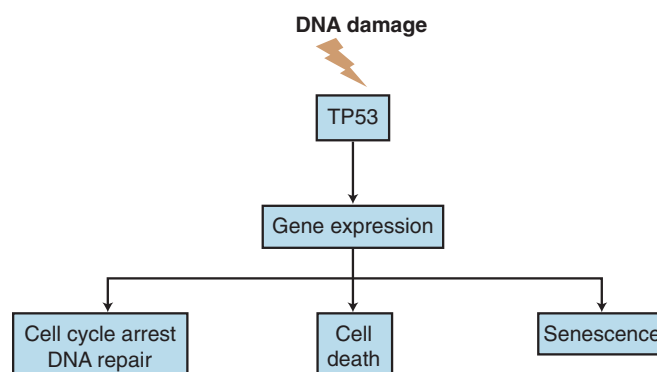 DNA damage
TP53
Gene expression
Cell cycle arrest
DNA repair
Cell
death
Senescence